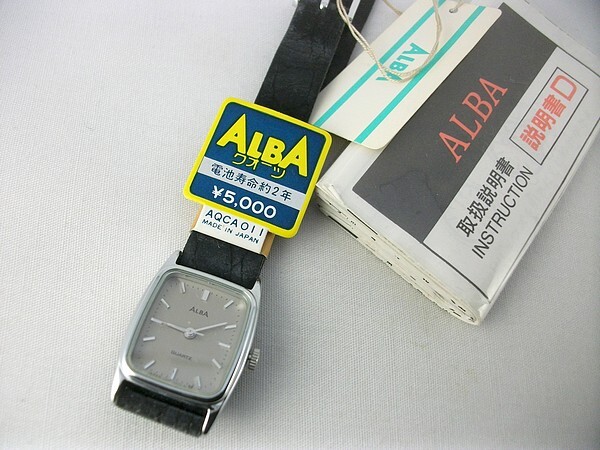 ALBA
クオーツ
電池寿命約2年
¥5,000
AQCA011
MADE IN JAPAN
ALBA
ALBA
取扱説明書
INSTRUCTION
説明書D
ALBA
Quartz